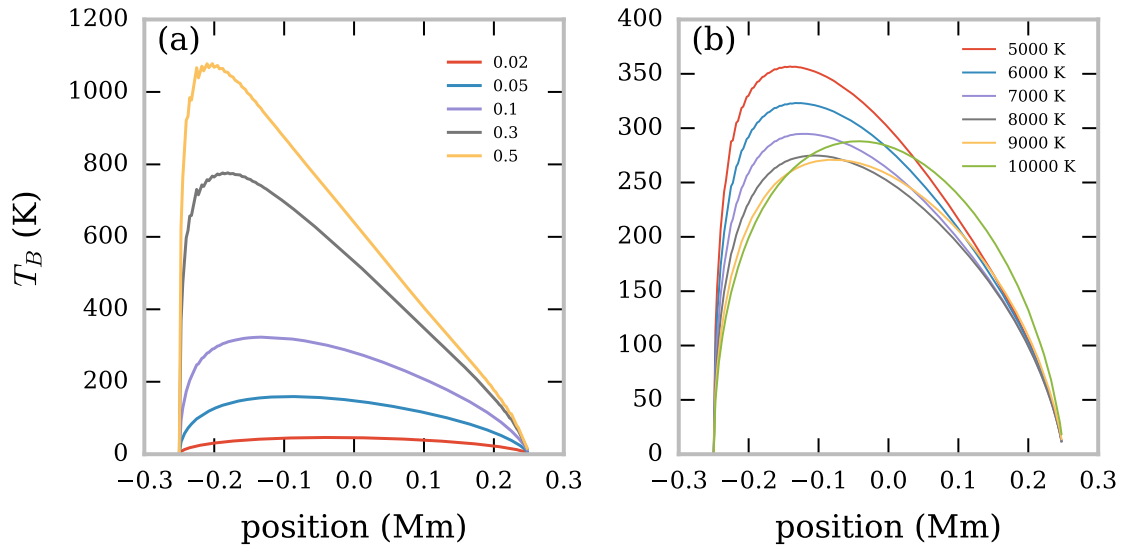 (a)
1200
1000
800
600
400
200
0
T_B (K)
0.02
0.05
0.1
0.3
0.5
−0.3 −0.2 −0.1 0.0 0.1 0.2 0.3
position (Mm)
(b)
400
350
300
250
200
150
100
50
0
5000 K
6000 K
7000 K
8000 K
9000 K
10000 K
−0.3 −0.2 −0.1 0.0 0.1 0.2 0.3
position (Mm)